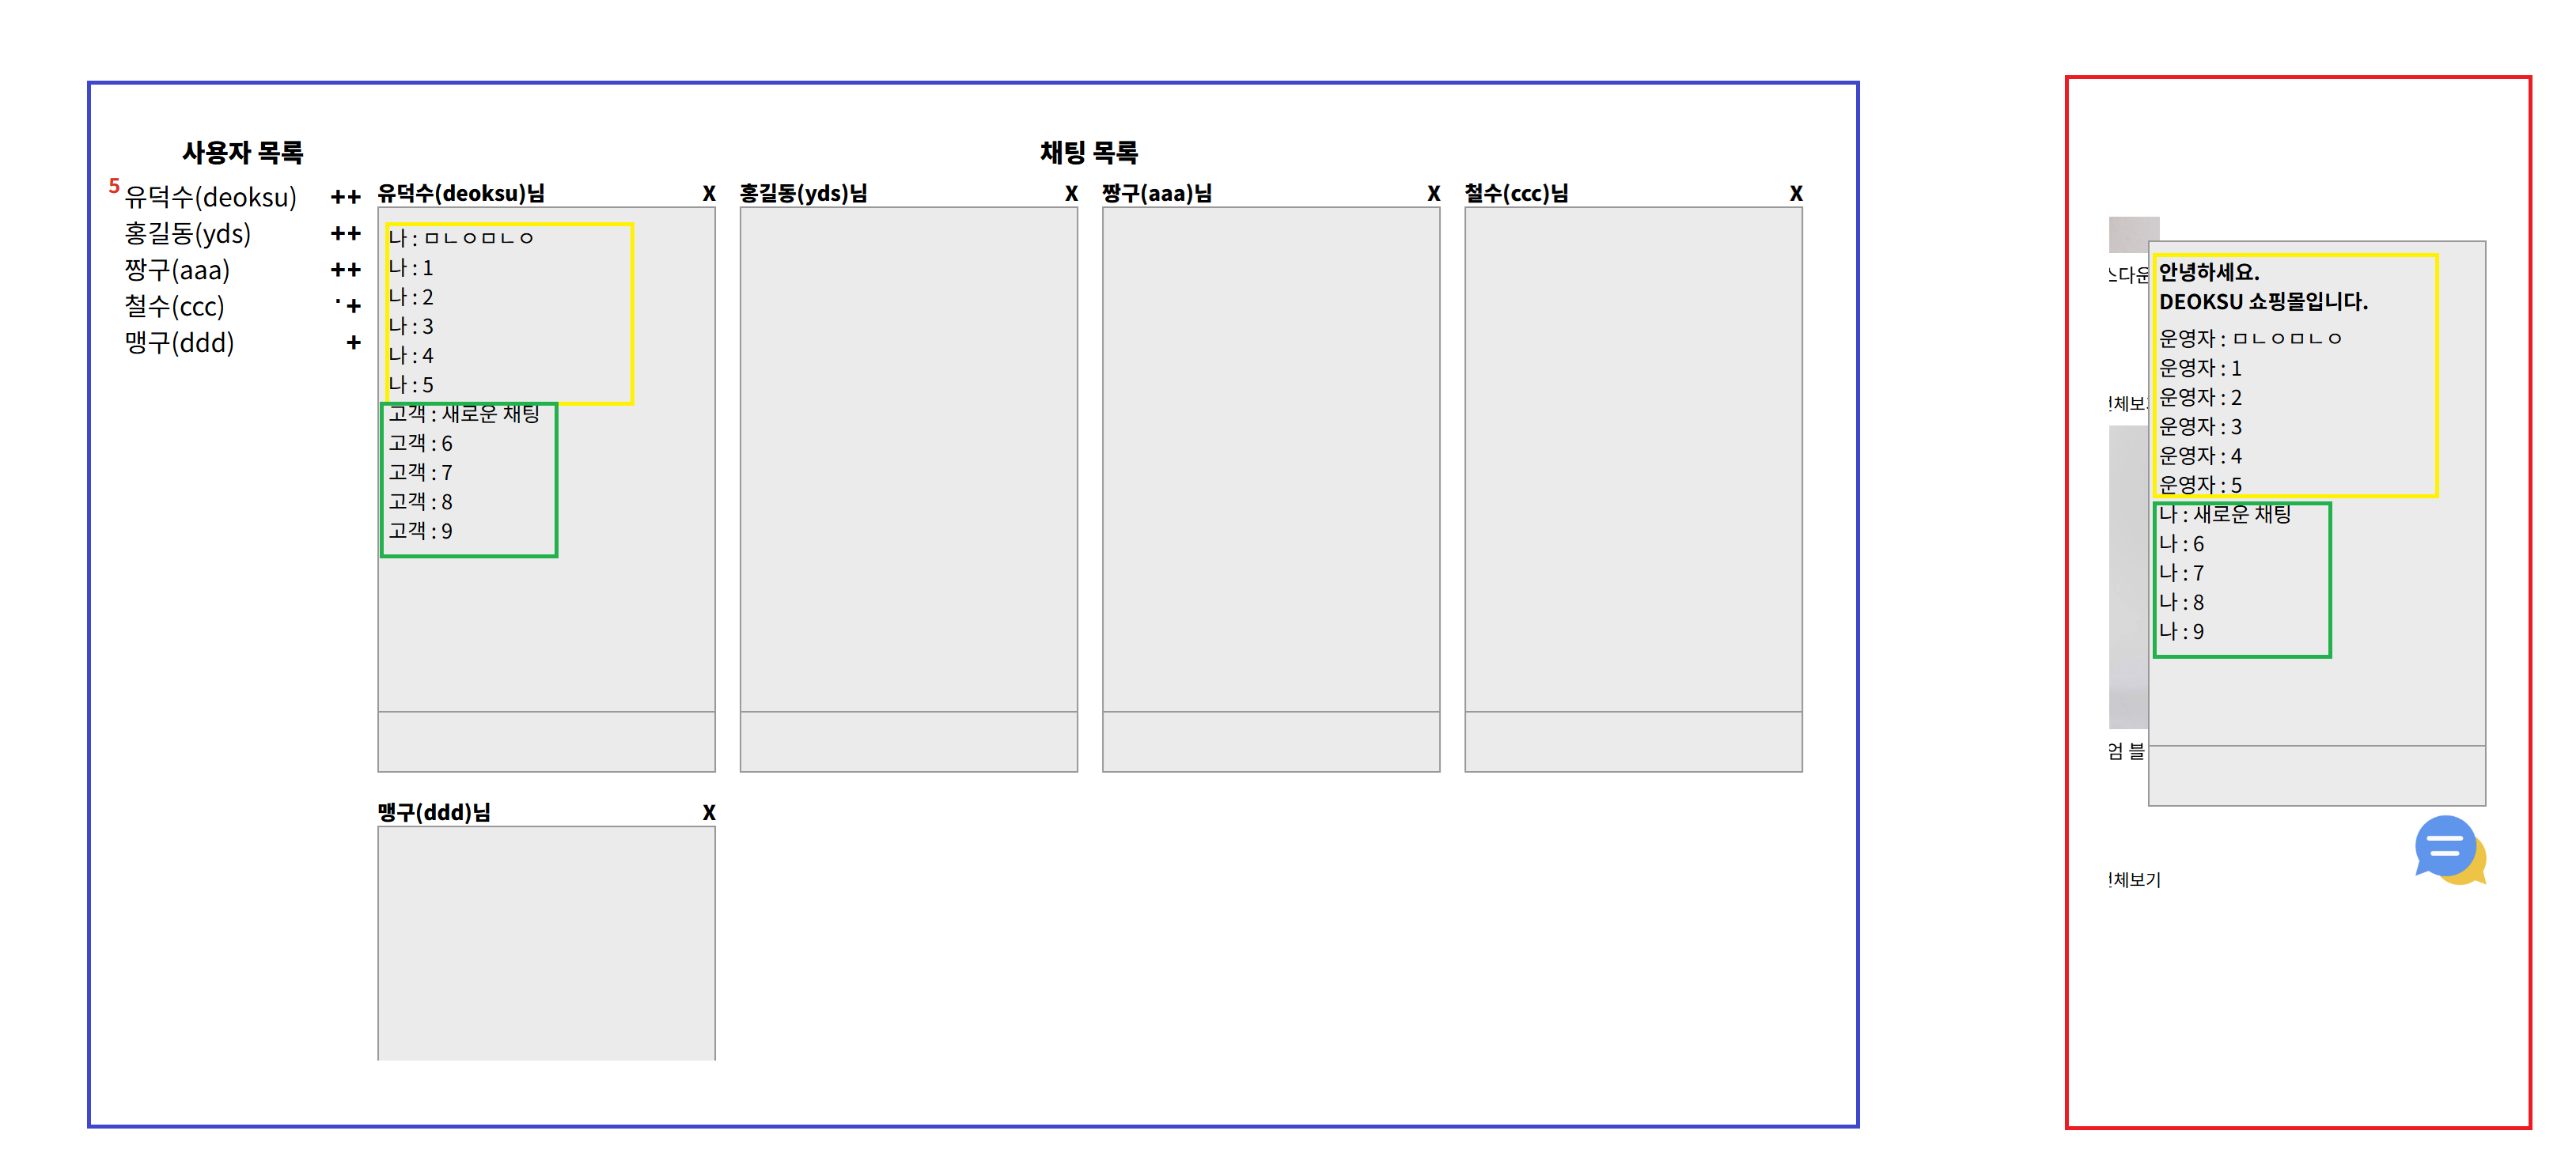 사용자 목록
5
유덕수(deoksu) ++
홍길동(yds) ++
짱구(aaa) ++
철수(ccc) +
맹구(ddd) +
채팅 목록
유덕수(deoksu)님 X
나 : ㅁㄴㅇㅁㄴㅇ
나 : 1
나 : 2
나 : 3
나 : 4
나 : 5
고객 : 새로운 채팅
고객 : 6
고객 : 7
고객 : 8
고객 : 9
홍길동(yds)님 X
짱구(aaa)님 X
철수(ccc)님 X
맹구(ddd)님 X
스다운
전체보기
엄 블
전체보기
안녕하세요.
DEOKSU 쇼핑몰입니다.
운영자 : ㅁㄴㅇㅁㄴㅇ
운영자 : 1
운영자 : 2
운영자 : 3
운영자 : 4
운영자 : 5
나 : 새로운 채팅
나 : 6
나 : 7
나 : 8
나 : 9